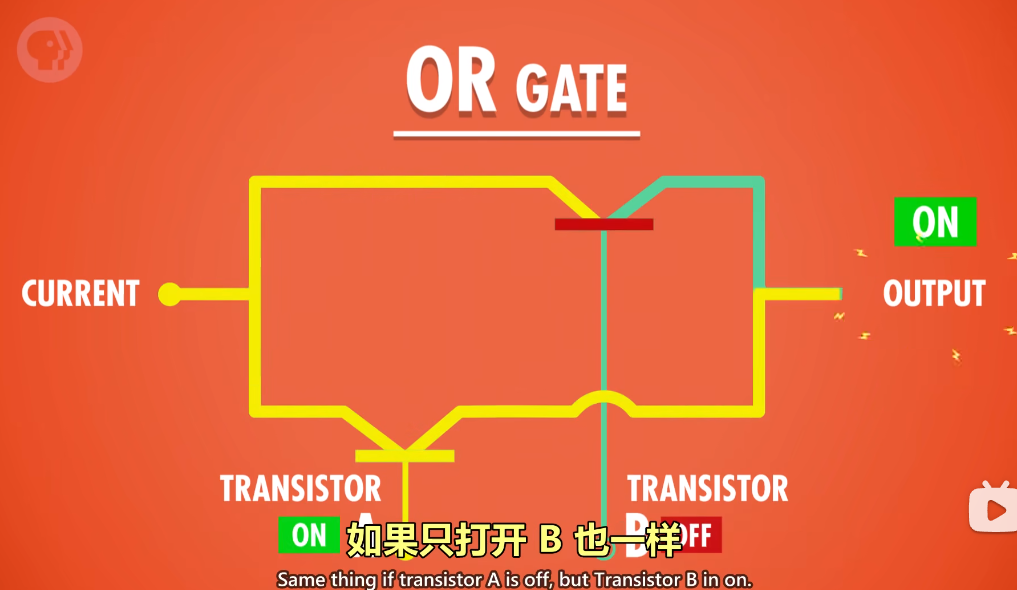 OR GATE
ON
CURRENT
OUTPUT
TRANSISTOR
TRANSISTOR
ON A
B OFF
如果只打开 B 也一样
Same thing if transistor A is off, but Transistor B in on.